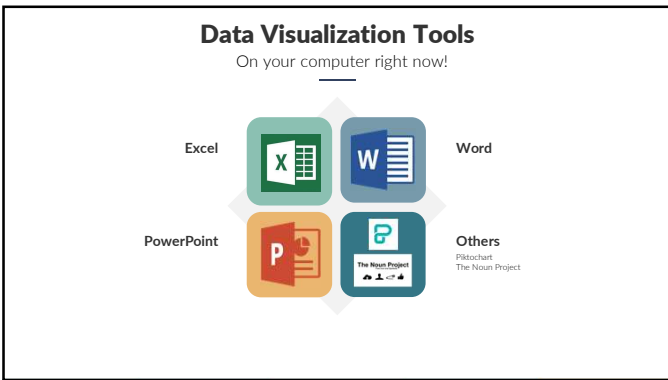 Data Visualization Tools
On your computer right now!
Excel
X
W
Word
PowerPoint
P
The Noun Project
Others
Piktochart
The Noun Project